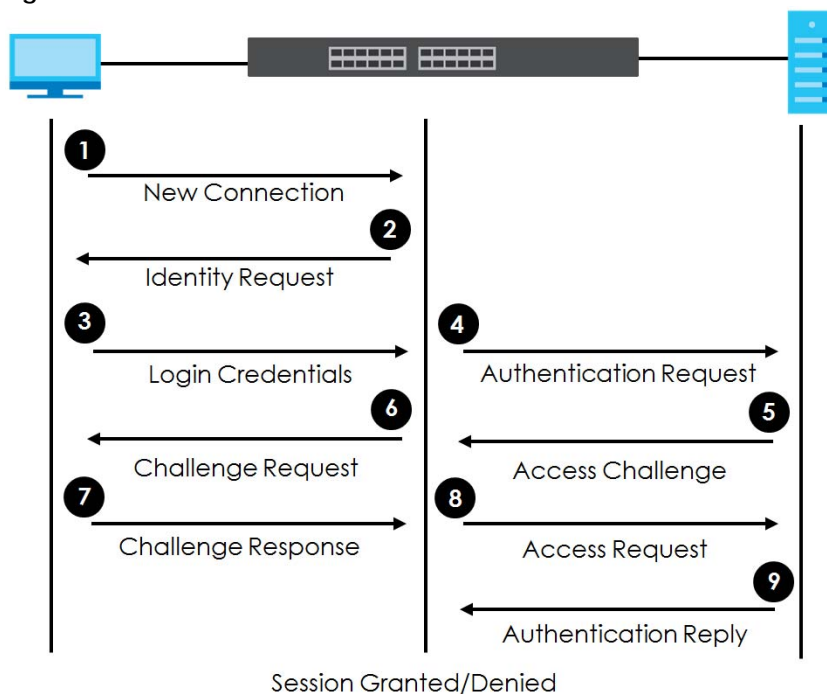 1
New Connection
2
Identity Request
3
4
Login Credentials
Authentication Request
6
5
Challenge Request
Access Challenge
7
8
Challenge Response
Access Request
9
Authentication Reply
Session Granted/Denied